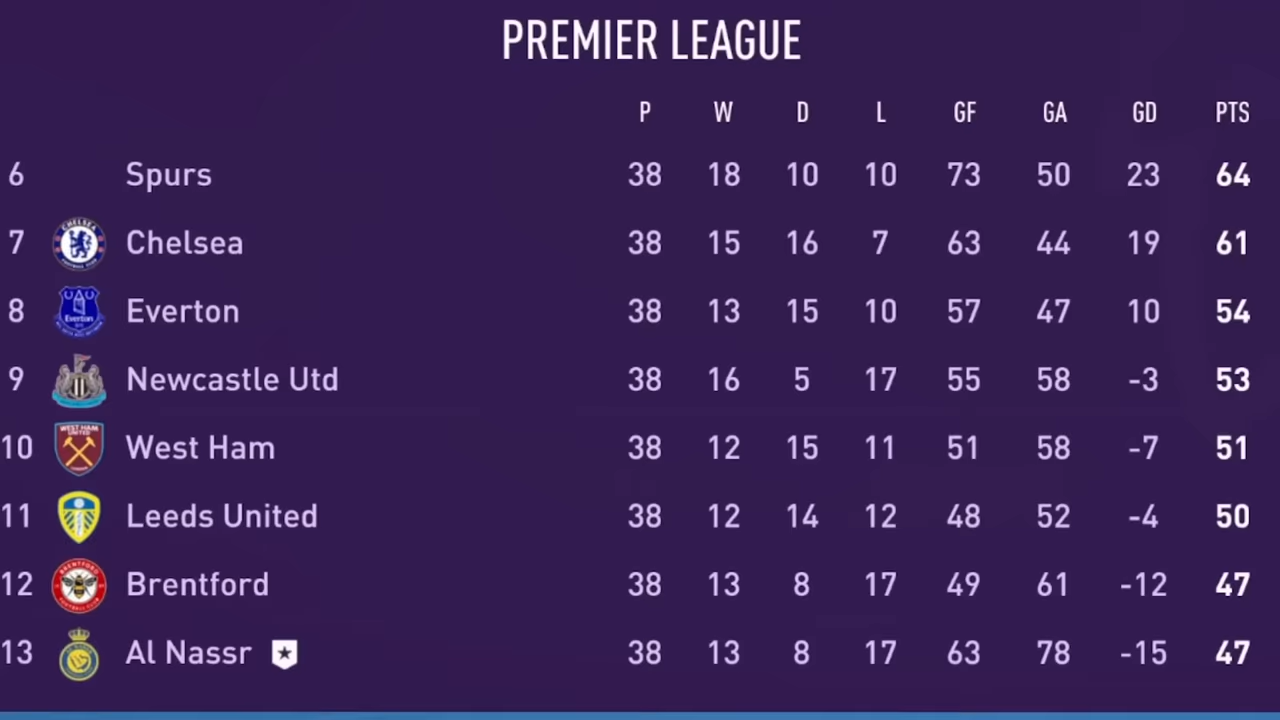 PREMIER LEAGUE
P W D L GF GA GD PTS
6 Spurs 38 18 10 10 73 50 23 64
7 Chelsea 38 15 16 7 63 44 19 61
8 Everton 38 13 15 10 57 47 10 54
9 Newcastle Utd 38 16 5 17 55 58 -3 53
10 West Ham 38 12 15 11 51 58 -7 51
11 Leeds United 38 12 14 12 48 52 -4 50
12 Brentford 38 13 8 17 49 61 -12 47
13 Al Nassr 38 13 8 17 63 78 -15 47